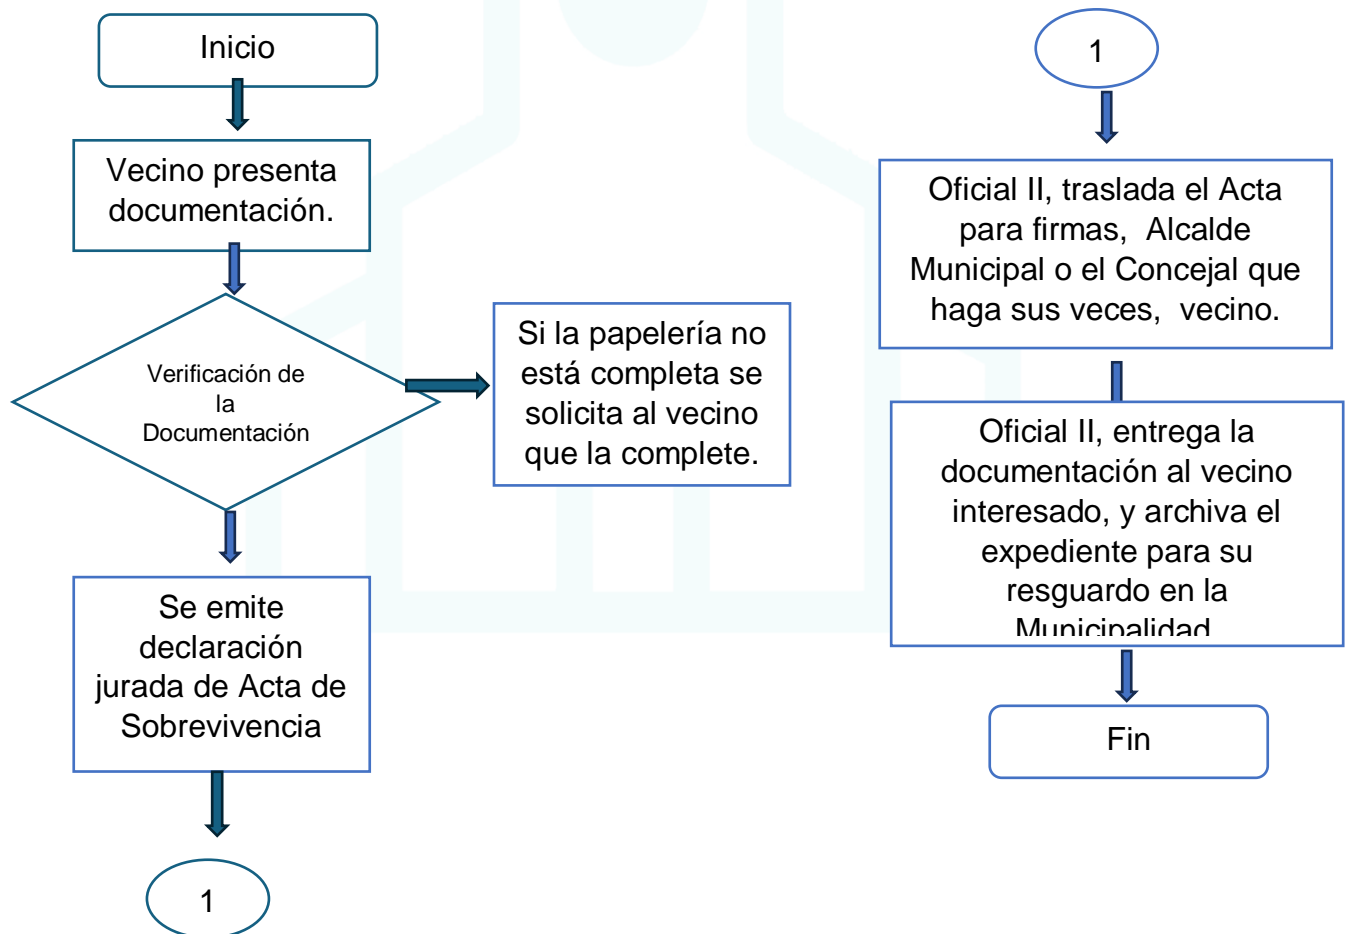 Inicio
Vecino presenta
documentación.
Verificación de
la
Documentación
Si la papelería no
está completa se
solicita al vecino
que la complete.
Se emite
declaración
jurada de Acta de
Sobrevivencia
1
1
Oficial II, traslada el Acta
para firmas, Alcalde
Municipal o el Concejal que
haga sus veces, vecino.
Oficial II, entrega la
documentación al vecino
interesado, y archiva el
expediente para su
resguardo en la
Municipalidad
Fin